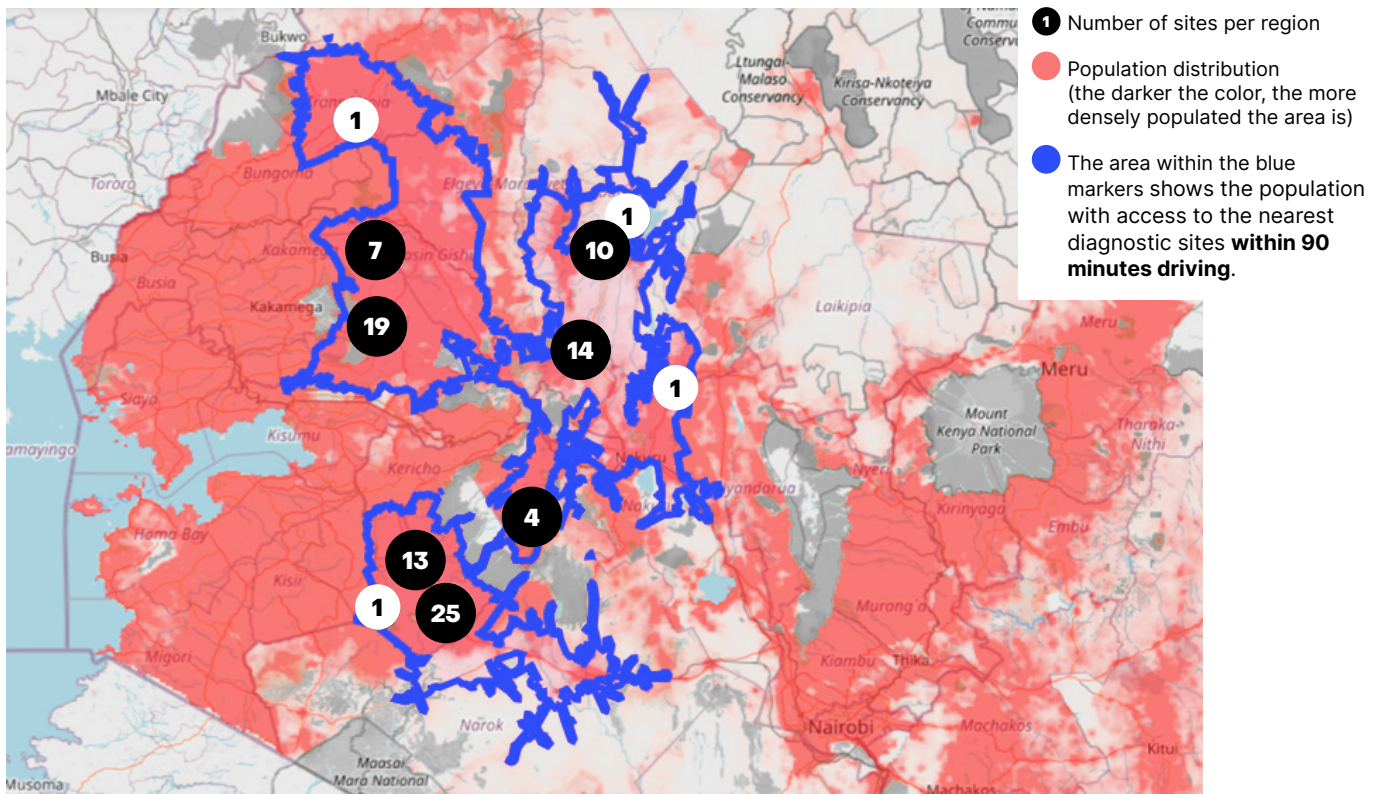 1 Number of sites per region
Population distribution
(the darker the color, the more
densely populated the area is)
The area within the blue
markers shows the population
with access to the nearest
diagnostic sites within 90
minutes driving.
Bukwo
Commu
Conserv
Ltungai-
Malaso
Conservancy
Kirisa-Nkoteiya
Conservancy
Mbale City
1
Tororo
Bungoma
Elgeyo
1
7
10
Busia
Busia
Kakamega
19
Laikipia
Meru
14
Meru
1
Siaya
Mount
Kenya National
Park
Tharaka-
Nithi
Kisumu
amayingo
Kericho
Nakuru
Nyeri
yandarua
Kirinyaga
4
Embu
Homa Bay
13
Kisii
1
25
Murang'a
Migori
Kiambu
Thika
Narok
Nairobi
Machakos
Kitui
Maasai
Mara National
Musoma
Machakos